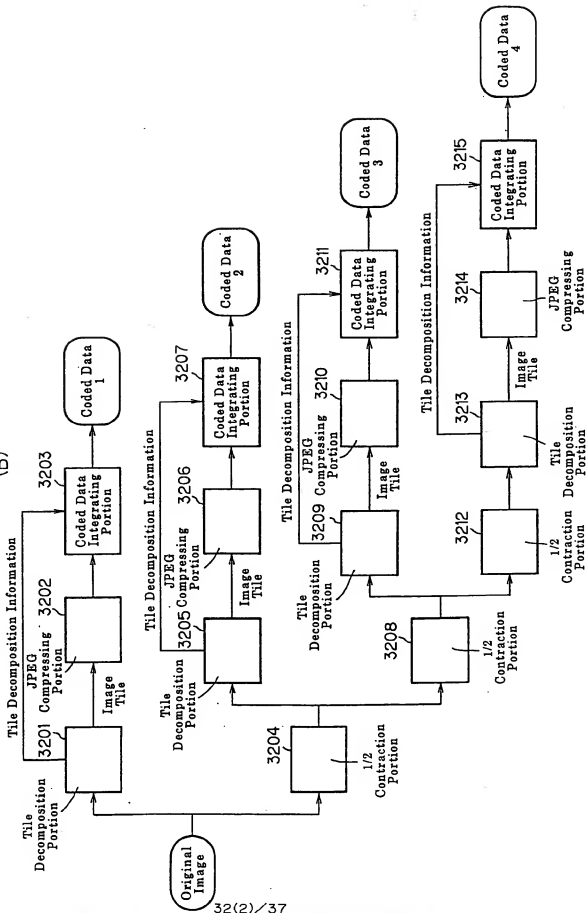 (B)
Original
Image
Tile
Decomposition
Portion
3201
Tile Decomposition Information
Image
Tile
JPEG
Compressing
Portion
3202
3203
Coded Data
Integrating
Portion
Coded Data
1
3204
1/2
Contraction
Portion
Tile
Decomposition
Portion
3205
Tile Decomposition Information
Image
Tile
JPEG
Compressing
Portion
3206
3207
Coded Data
Integrating
Portion
Coded Data
2
3208
1/2
Contraction
Portion
Tile
Decomposition
Portion
3209
Tile Decomposition Information
Image
Tile
JPEG
Compressing
Portion
3210
3211
Coded Data
Integrating
Portion
Coded Data
3
3212
1/2
Contraction
Portion
3213
Tile
Decomposition
Portion
Tile Decomposition Information
Image
Tile
3214
JPEG
Compressing
Portion
3215
Coded Data
Integrating
Portion
Coded Data
4
32(2)/37